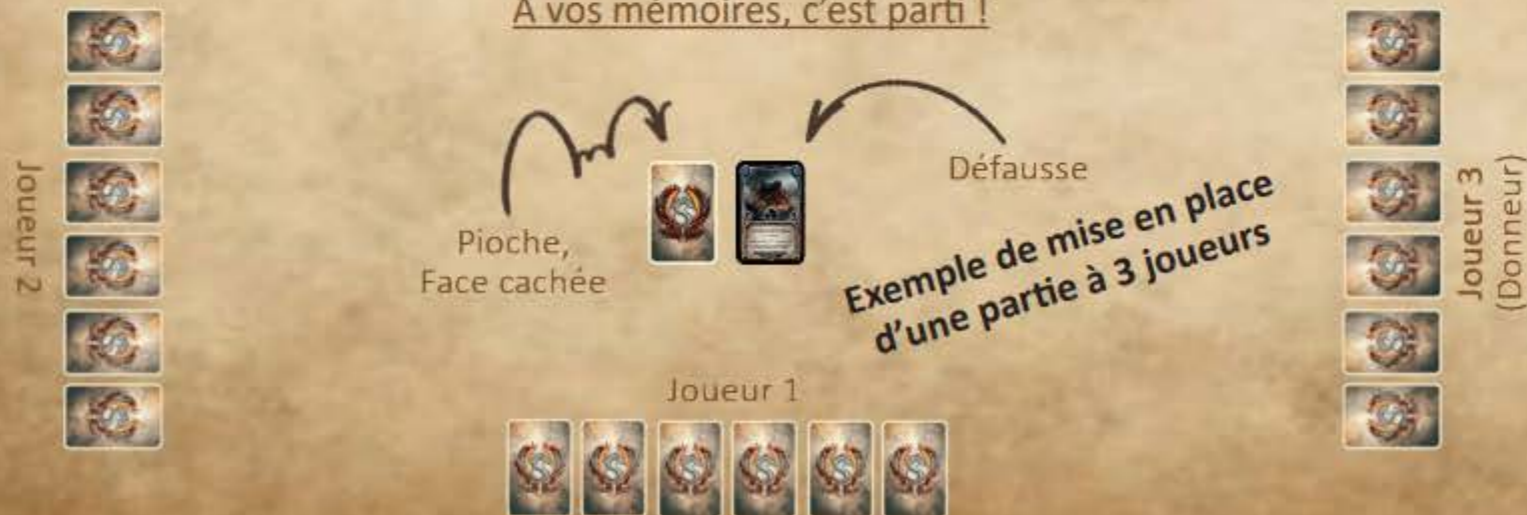 A vos mémoires, c'est parti !
Défausse
Pioche,
Face cachée
Exemple de mise en place
d'une partie à 3 joueurs
Joueur 2
Joueur 3
(Donneur)
Joueur 1